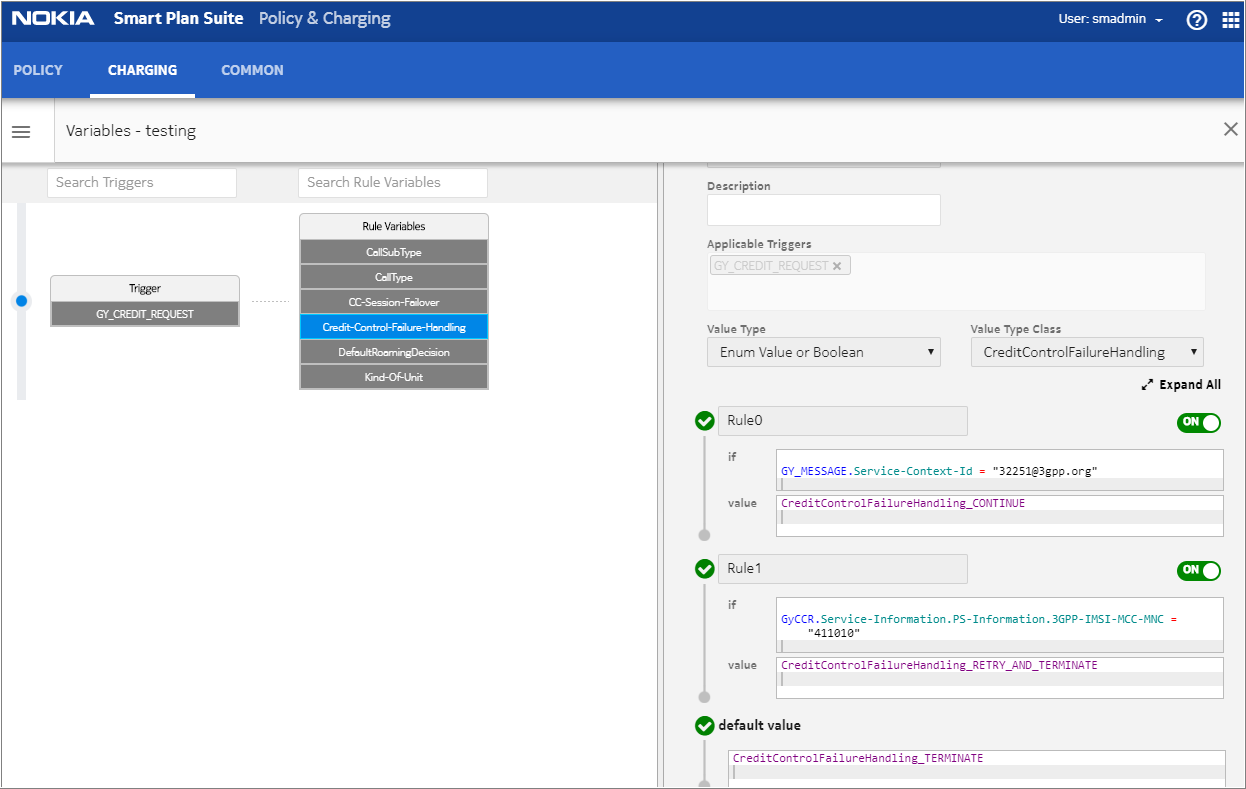 NOKIA Smart Plan Suite Policy & Charging User: smadmin
POLICY CHARGING COMMON
Variables - testing
Search Triggers
Search Rule Variables
Trigger
GY_CREDIT_REQUEST
Rule Variables
CallSubType
CallType
CC-Session-Failover
Credit-Control-Failure-Handling
DefaultRoamingDecision
Kind-Of-Unit
Description
Applicable Triggers
GY_CREDIT_REQUEST
Value Type
Enum Value or Boolean
Value Type Class
CreditControlFailureHandling
Expand All
Rule0
ON
if
GY_MESSAGE.Service-Context-Id = "32251@3gpp.org"
value
CreditControlFailureHandling_CONTINUE
Rule1
ON
if
GyCCR.Service-Information.PS-Information.3GPP-IMSI-MCC-MNC =
"411010"
value
CreditControlFailureHandling_RETRY_AND_TERMINATE
default value
CreditControlFailureHandling_TERMINATE